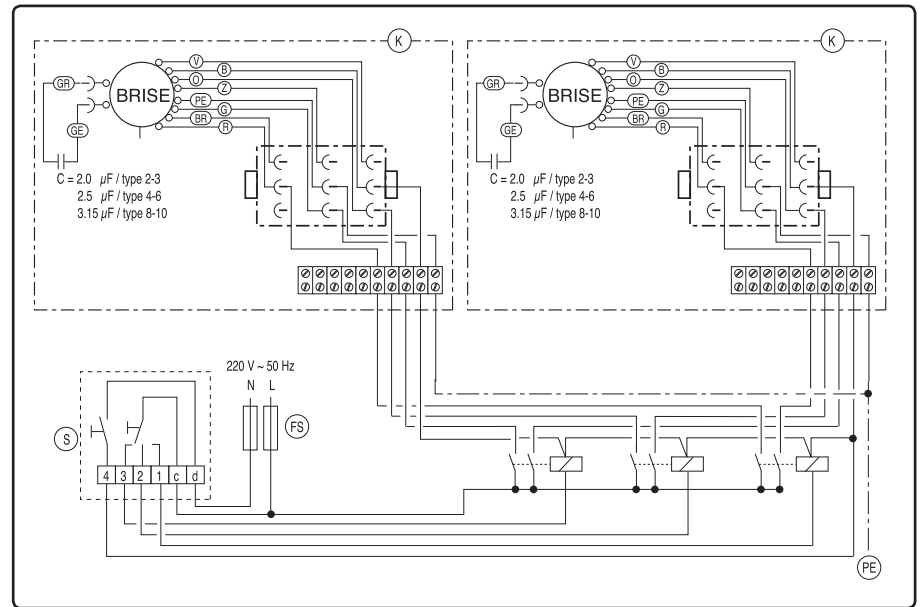 K
V
B
O
Z
PE
G
BR
R
GR
GE
BRISE
C = 2.0 µF / type 2-3
2.5 µF / type 4-6
3.15 µF / type 8-10
K
V
B
O
Z
PE
G
BR
R
GR
GE
BRISE
C = 2.0 µF / type 2-3
2.5 µF / type 4-6
3.15 µF / type 8-10
220 V ~ 50 Hz
N L
FS
S
4 3 2 1 c d
PE